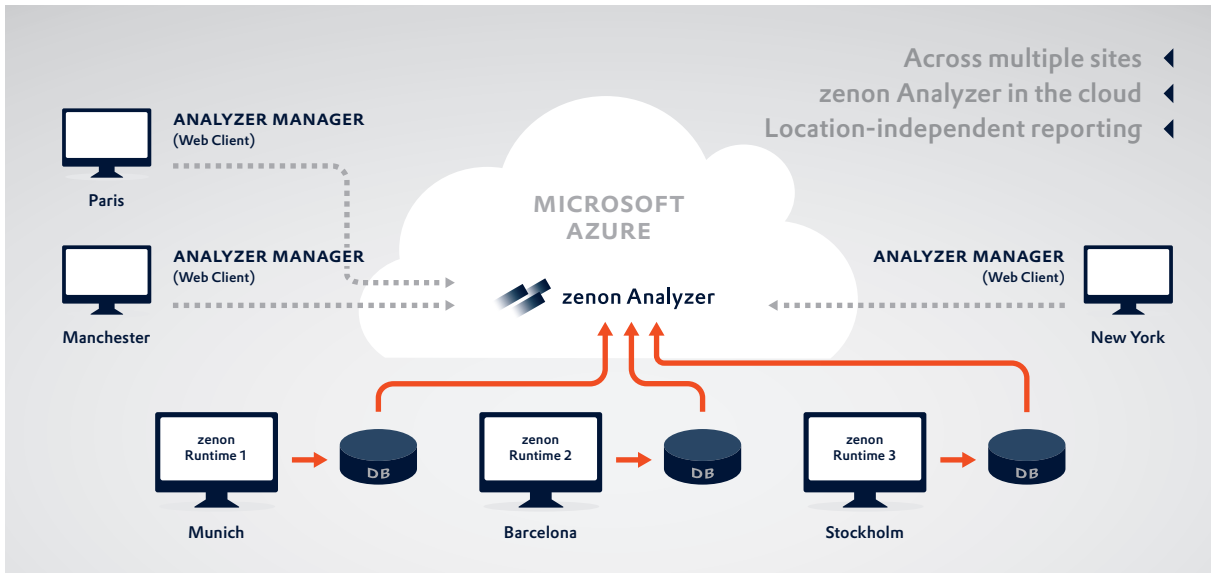 Across multiple sites
zenon Analyzer in the cloud
Location-independent reporting
ANALYZER MANAGER
(Web Client)
Paris
MICROSOFT
AZURE
ANALYZER MANAGER
(Web Client)
Manchester
ANALYZER MANAGER
(Web Client)
New York
zenon Analyzer
zenon
Runtime 1
DB
Munich
zenon
Runtime 2
DB
Barcelona
zenon
Runtime 3
DB
Stockholm